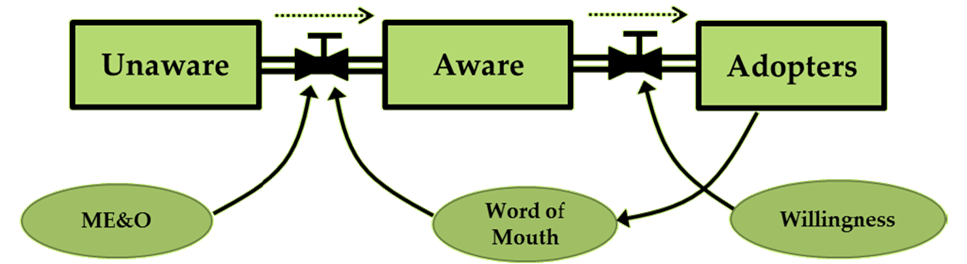 Unaware
Aware
Adopters
ME&O
Word of
Mouth
Willingness